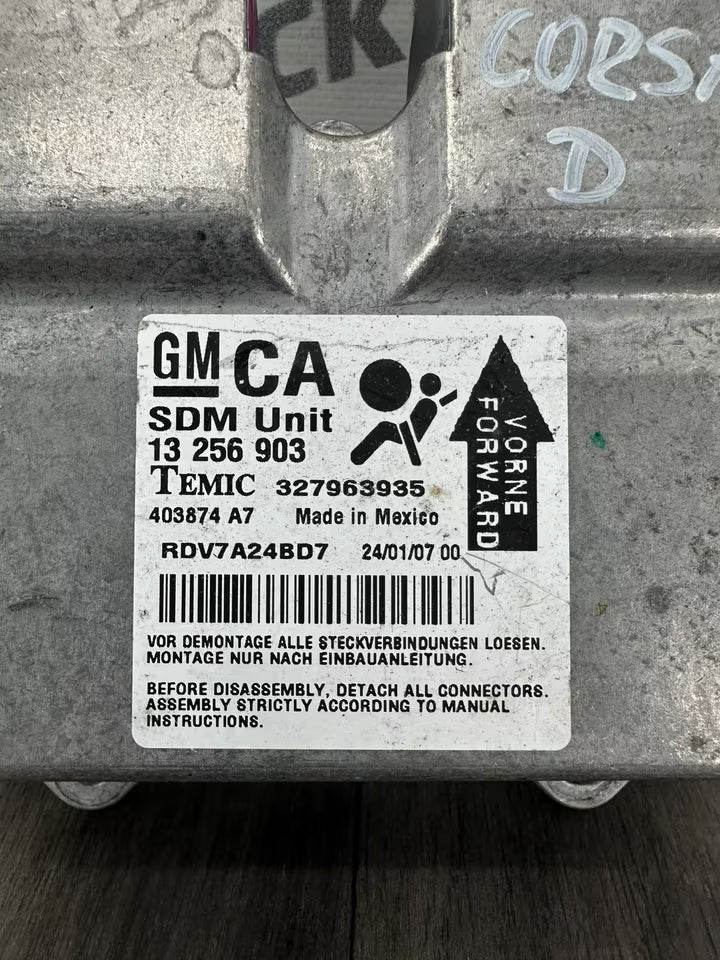 CK
CORSA
D
GM CA
SDM Unit
13 256 903
TEMIC 327963935
403874 A7 Made in Mexico
RDV7A24BD7 24/01/07 00
VORNE
FORWARD
VOR DEMONTAGE ALLE STECKVERBINDUNGEN LOESEN.
MONTAGE NUR NACH EINBAUANLEITUNG.
BEFORE DISASSEMBLY, DETACH ALL CONNECTORS.
ASSEMBLY STRICTLY ACCORDING TO MANUAL
INSTRUCTIONS.